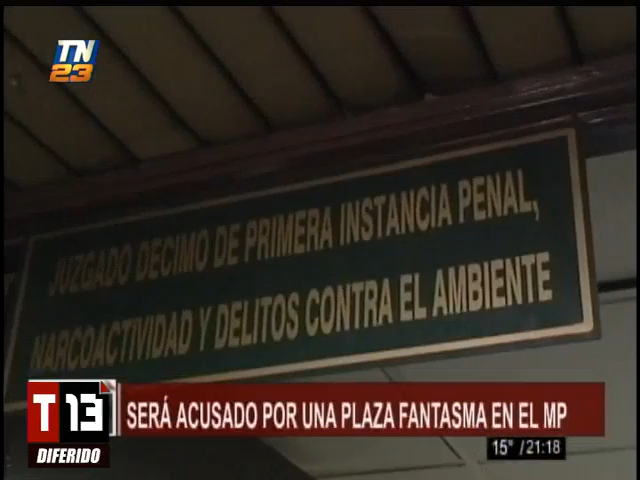 TN
23
JUZGADO DECIMO DE PRIMERA INSTANCIA PENAL,
NARCOACTIVIDAD Y DELITOS CONTRA EL AMBIENTE
T 13
DIFERIDO
SERÁ ACUSADO POR UNA PLAZA FANTASMA EN EL MP
15° /21:18